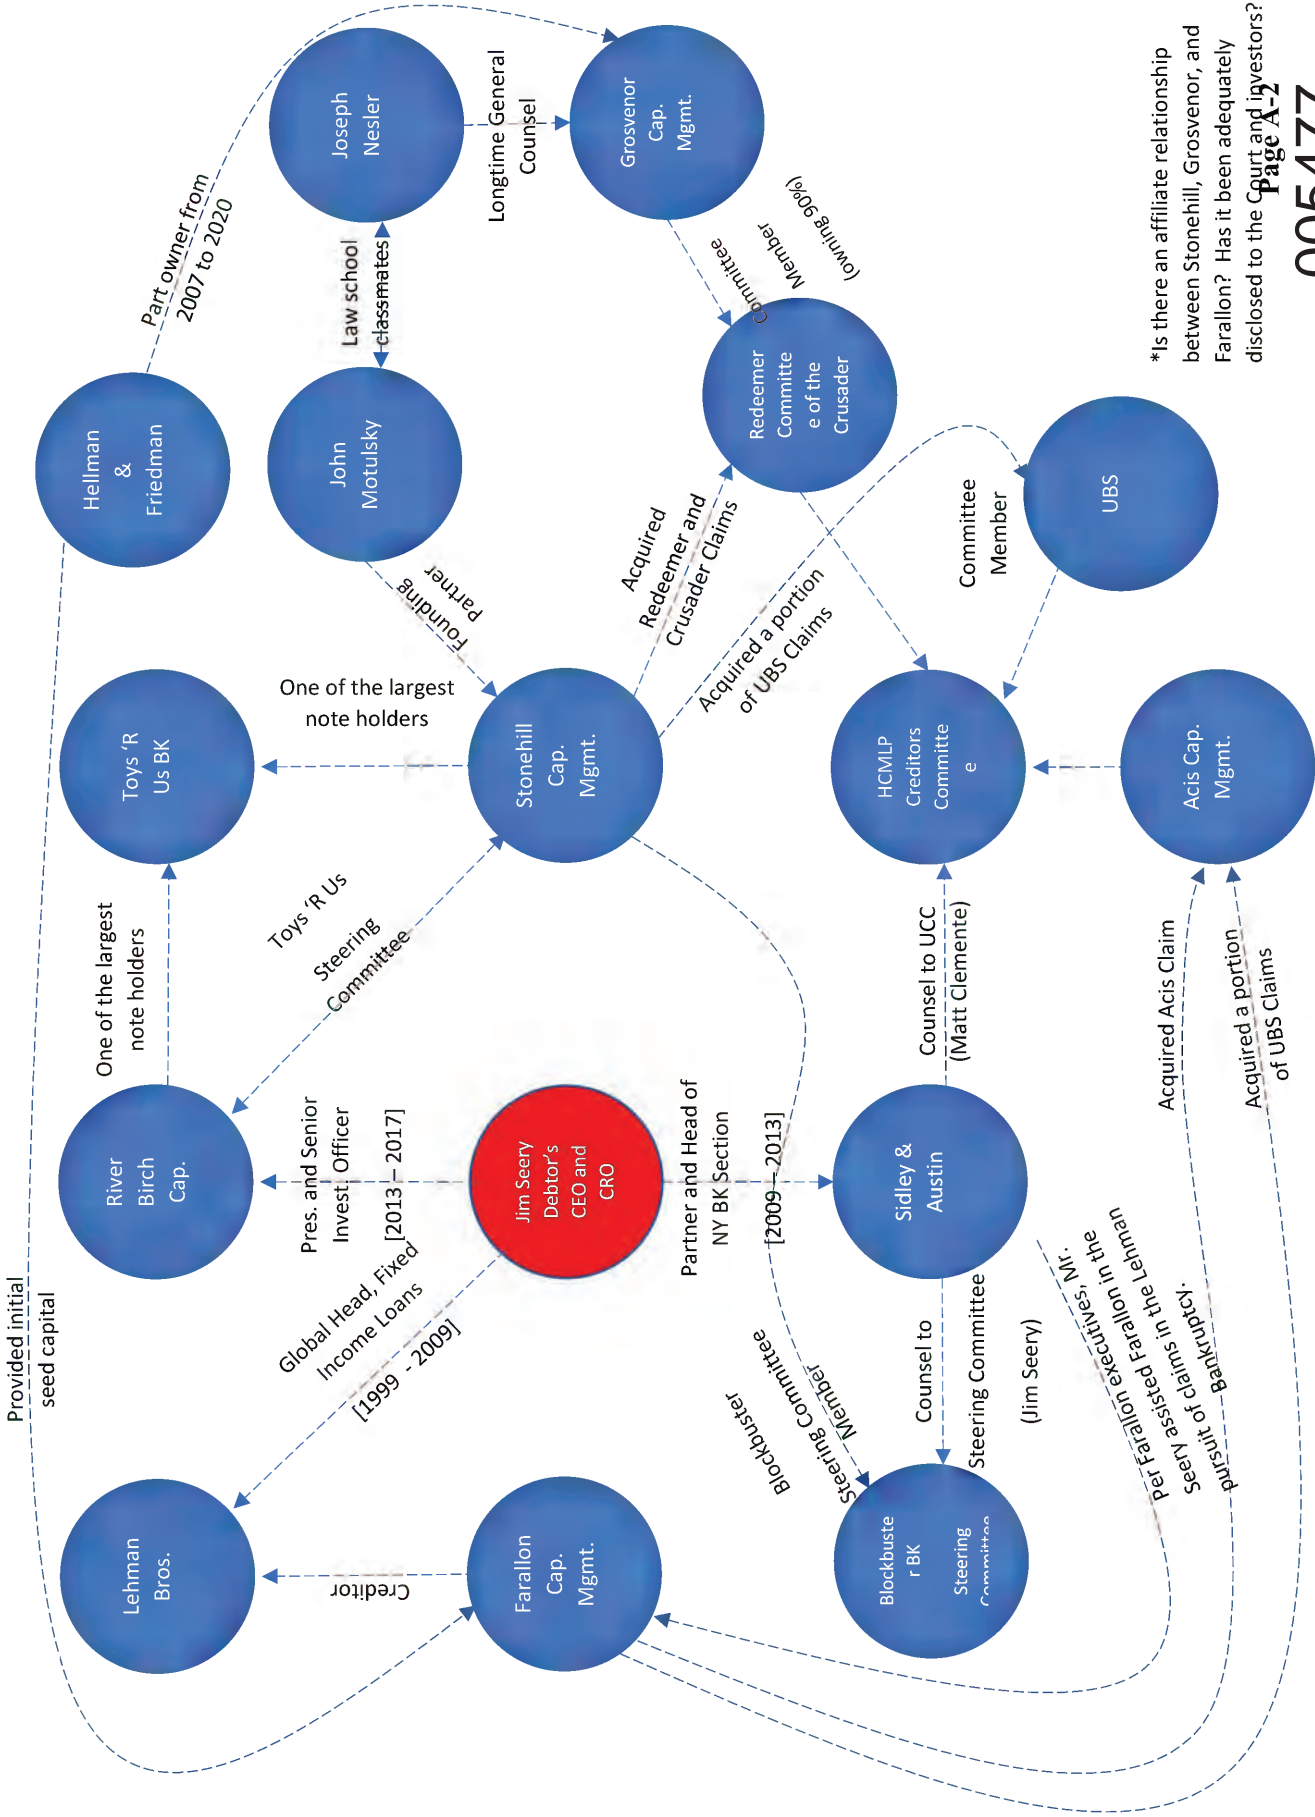 Provided initial
seed capital
Part owner from
2007 to 2020
Lehman
Bros.
River
Birch
Cap.
One of the largest
note holders
Toys ‘R
Us BK
Hellman
&
Friedman
Creditor
Global Head, Fixed
Income Loans
[1999 - 2009]
Pres. and Senior
Invest Officer
[2013 – 2017]
Toys ‘R Us
Steering
Committee
One of the largest
note holders
Founding
Partner
John
Motulsky
Law school
classmates
Joseph
Nesler
Farallon
Cap.
Mgmt.
Jim Seery
Debtor’s
CEO and
CRO
Stonehill
Cap.
Mgmt.
Longtime General
Counsel
Grosvenor
Cap.
Mgmt.
Blockbuster
Steering Committee
Member
Partner and Head of
NY BK Section
[2009 – 2013]
Acquired
Redeemer and
Crusader Claims
Acquired a portion
of UBS Claims
Redeemer
Committe
e of the
Crusader
Committee
Member
(owning 90%)
Blockbuste
r BK
Steering
Committee
Counsel to
Steering Committee
(Jim Seery)
Sidley &
Austin
Counsel to UCC
(Matt Clemente)
HCMLP
Creditors
Committe
e
Committee
Member
UBS
Per Farallon executives, Mr.
Seery assisted Farallon in the
pursuit of claims in the Lehman
Bankruptcy.
Acquired Acis Claim
Acquired a portion
of UBS Claims
Acis Cap.
Mgmt.
*Is there an affiliate relationship
between Stonehill, Grosvenor, and
Farallon? Has it been adequately
disclosed to the Court and investors?
Page A-2
005477